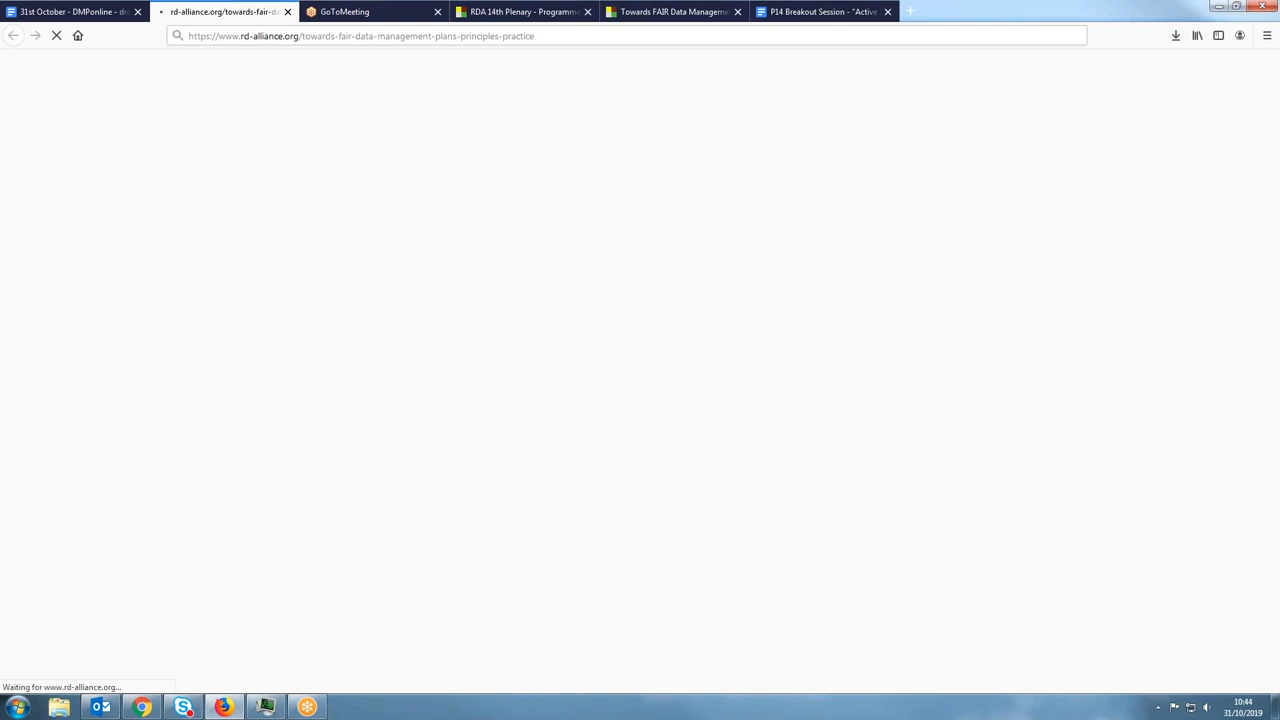 31st October - DMPonline - dr
rd-alliance.org/towards-fair-da
GoToMeeting
RDA 14th Plenary - Programme
Towards FAIR Data Manageme
P14 Breakout Session - "Active
https://www.rd-alliance.org/towards-fair-data-management-plans-principles-practice
Waiting for www.rd-alliance.org...
10:44
31/10/2019